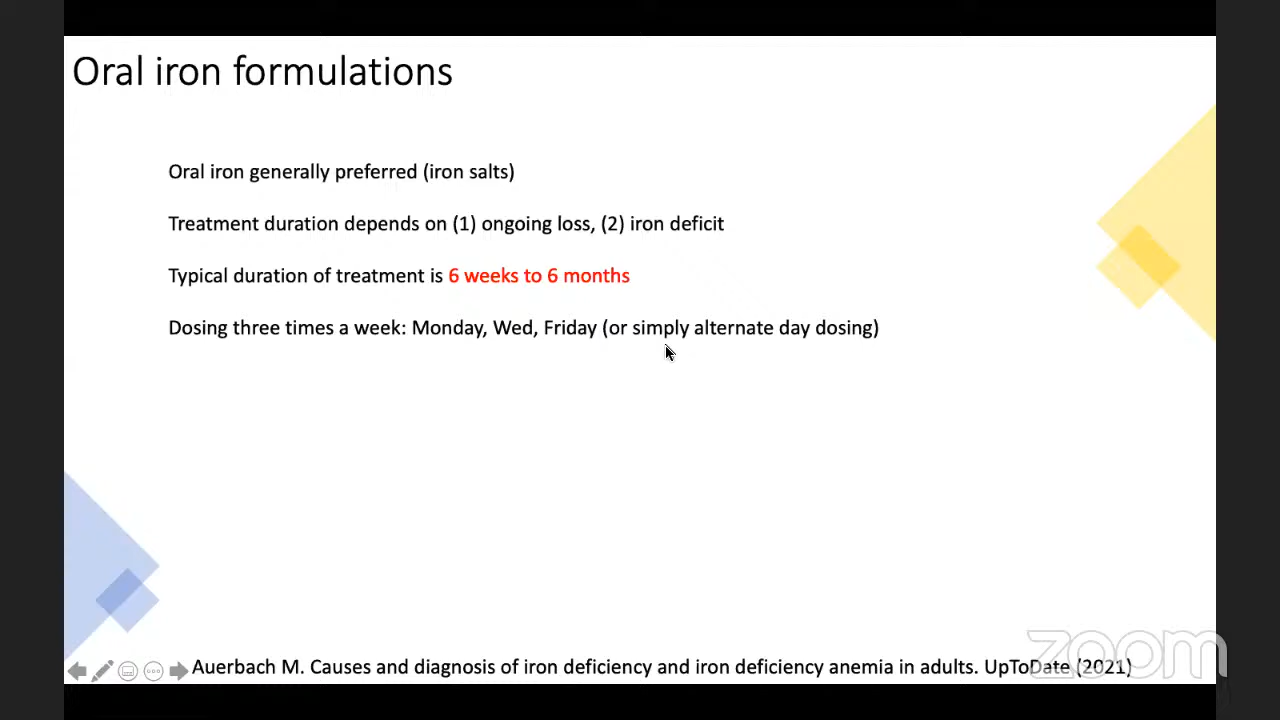 Oral iron formulations
Oral iron generally preferred (iron salts)
Treatment duration depends on (1) ongoing loss, (2) iron deficit
Typical duration of treatment is 6 weeks to 6 months
Dosing three times a week: Monday, Wed, Friday (or simply alternate day dosing)
Auerbach M. Causes and diagnosis of iron deficiency and iron deficiency anemia in adults. UpToDate (2021)
zoom